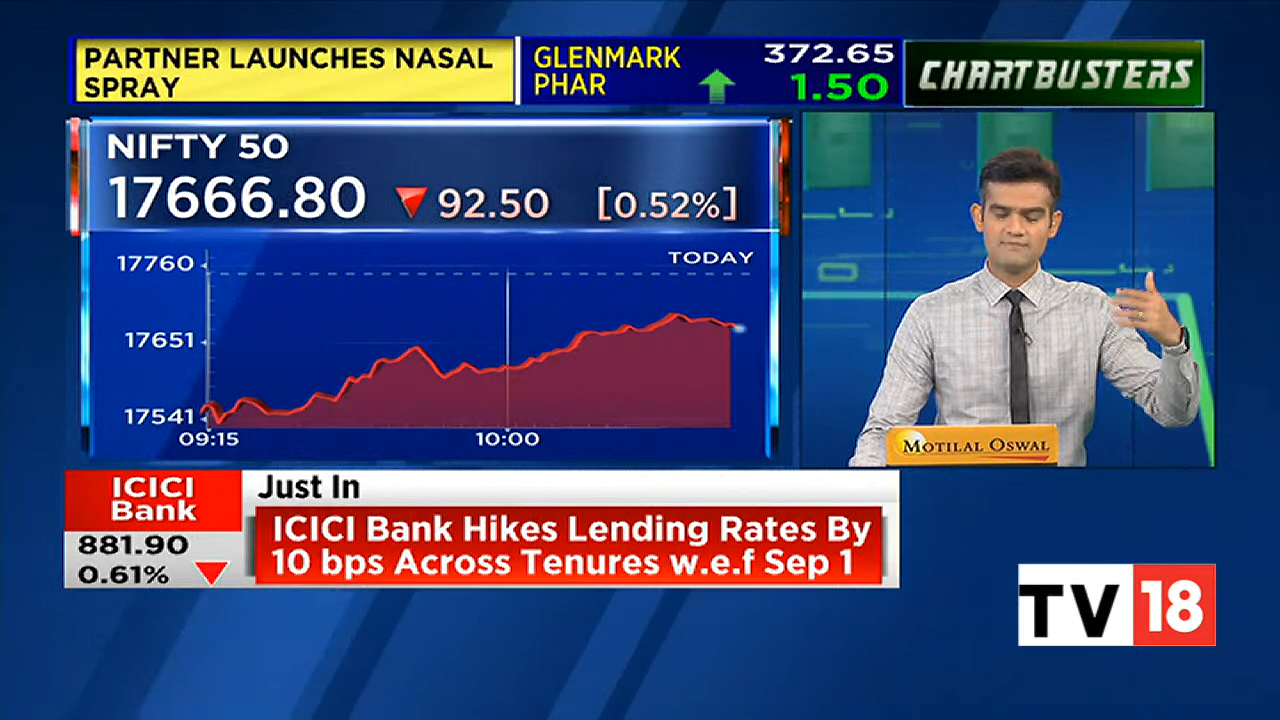 PARTNER LAUNCHES NASAL
SPRAY
GLENMARK
PHAR
372.65
1.50
CHARTBUSTERS
NIFTY 50
17666.80 92.50 [0.52%]
TODAY
17760
17651
17541
09:15 10:00
MOTILAL OSWAL
ICICI
Bank
881.90
0.61%
Just In
ICICI Bank Hikes Lending Rates By
10 bps Across Tenures w.e.f Sep 1
TV18